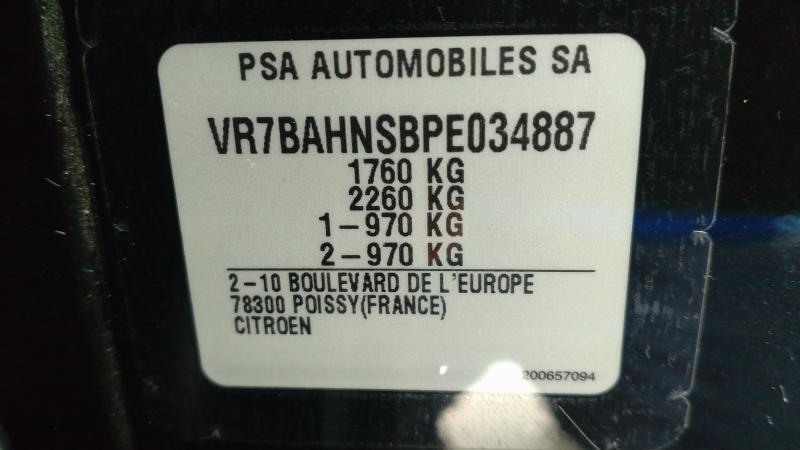 PSA AUTOMOBILES SA
VR7BAHNSBPE034887
1760 KG
2260 KG
1-970 KG
2-970 KG
2-10 BOULEVARD DE L'EUROPE
78300 POISSY(FRANCE)
CITROEN
200657094